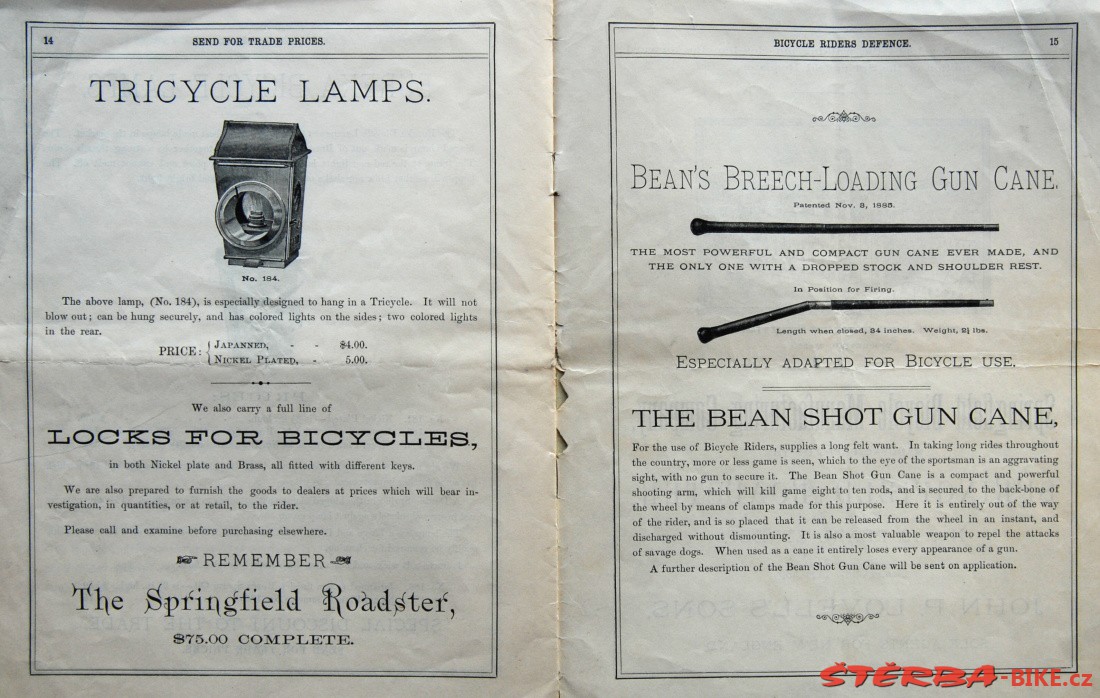 14
SEND FOR TRADE PRICES.
TRICYCLE LAMPS.
No. 184.
The above lamp, (No. 184), is especially designed to hang in a Tricycle. It will not
blow out; can be hung securely, and has colored lights on the sides; two colored lights
in the rear.
PRICE: { JAPANNED, - - $4.00.
NICKEL PLATED, - 5.00.
We also carry a full line of
LOCKS FOR BICYCLES,
in both Nickel plate and Brass, all fitted with different keys.
We are also prepared to furnish the goods to dealers at prices which will bear in-
vestigation, in quantities, or at retail, to the rider.
Please call and examine before purchasing elsewhere.
REMEMBER
The Springfield Roadster,
$75.00 COMPLETE.
BICYCLE RIDERS DEFENCE.
15
BEAN'S BREECH-LOADING GUN CANE.
Patented Nov. 3, 1885.
THE MOST POWERFUL AND COMPACT GUN CANE EVER MADE, AND
THE ONLY ONE WITH A DROPPED STOCK AND SHOULDER REST.
In Position for Firing.
Length when closed, 34 inches. Weight, 2½ lbs.
ESPECIALLY ADAPTED FOR BICYCLE USE.
THE BEAN SHOT GUN CANE,
For the use of Bicycle Riders, supplies a long felt want. In taking long rides throughout
the country, more or less game is seen, which to the eye of the sportsman is an aggravating
sight, with no gun to secure it. The Bean Shot Gun Cane is a compact and powerful
shooting arm, which will kill game eight to ten rods, and is secured to the back-bone of
the wheel by means of clamps made for this purpose. Here it is entirely out of the way
of the rider, and is so placed that it can be released from the wheel in an instant, and
discharged without dismounting. It is also a most valuable weapon to repel the attacks
of savage dogs. When used as a cane it entirely loses every appearance of a gun.
A further description of the Bean Shot Gun Cane will be sent on application.
ŠTĚRBA-BIKE.cz